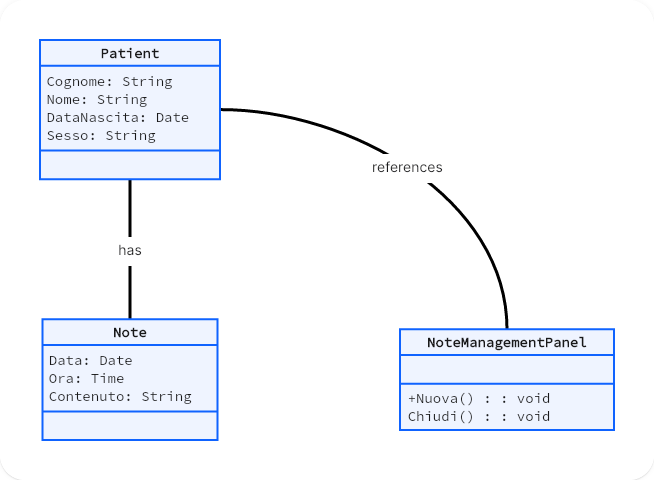 Patient
Cognome: String
Nome: String
DataNascita: Date
Sesso: String
references
has
Note
Data: Date
Ora: Time
Contenuto: String
NoteManagementPanel
+Nuova() : : void
Chiudi() : : void